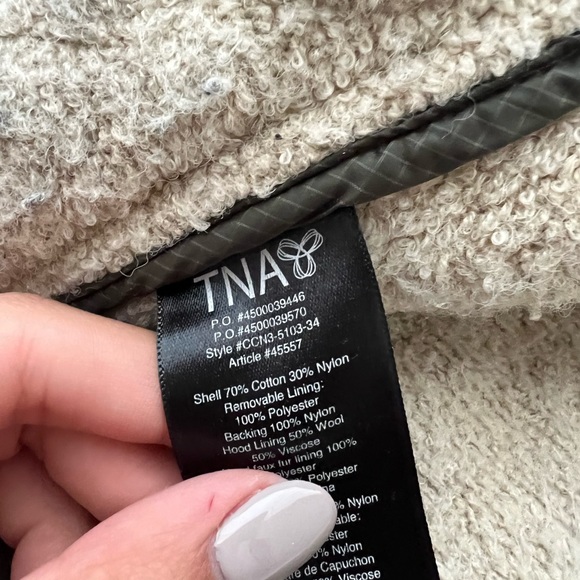 TNA
P.O. #4500039446
P.O.#4500039570
Style #CCN3-5103-34
Article #45557
Shell 70% Cotton 30% Nylon
Removable Lining:
100% Polyester
Backing 100% Nylon
Hood Lining 50% Wool
50% Viscose
faux fur lining 100%
Polyester
Polyester
% Nylon
able:
ester
% Nylon
re de Capuchon